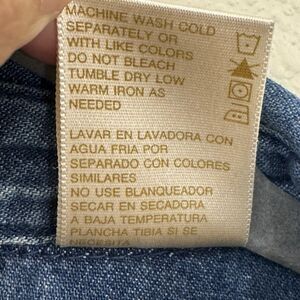 MACHINE WASH COLD
SEPARATELY OR
WITH LIKE COLORS
DO NOT BLEACH
TUMBLE DRY LOW
WARM IRON AS
NEEDED
LAVAR EN LAVADORA CON
AGUA FRIA POR
SEPARADO CON COLORES
SIMILARES
NO USE BLANQUEADOR
SECAR EN SECADORA
A BAJA TEMPERATURA
PLANCHA TIBIA SI SE
NECESITA